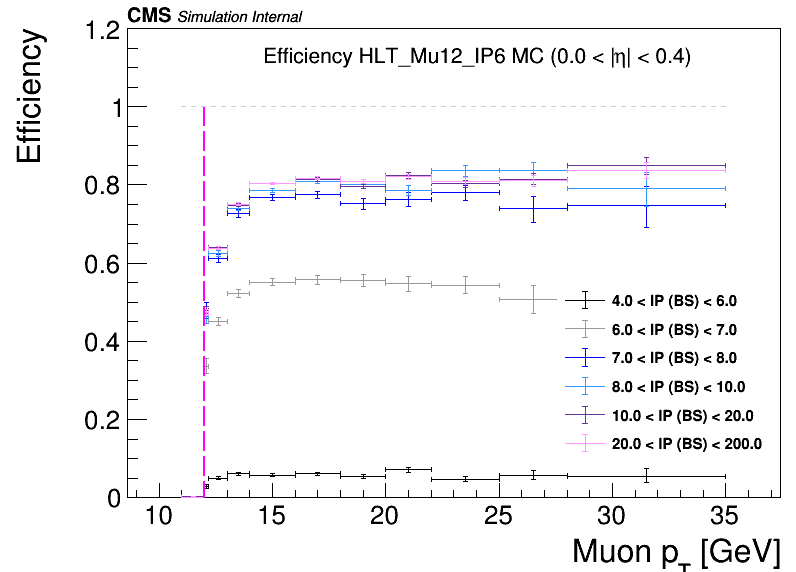 CMS Simulation Internal
Efficiency HLT_Mu12_IP6 MC (0.0 < |η| < 0.4)
Efficiency
1.2
1
0.8
0.6
0.4
0.2
0
4.0 < IP (BS) < 6.0
6.0 < IP (BS) < 7.0
7.0 < IP (BS) < 8.0
8.0 < IP (BS) < 10.0
10.0 < IP (BS) < 20.0
20.0 < IP (BS) < 200.0
10 15 20 25 30 35
Muon p_T [GeV]